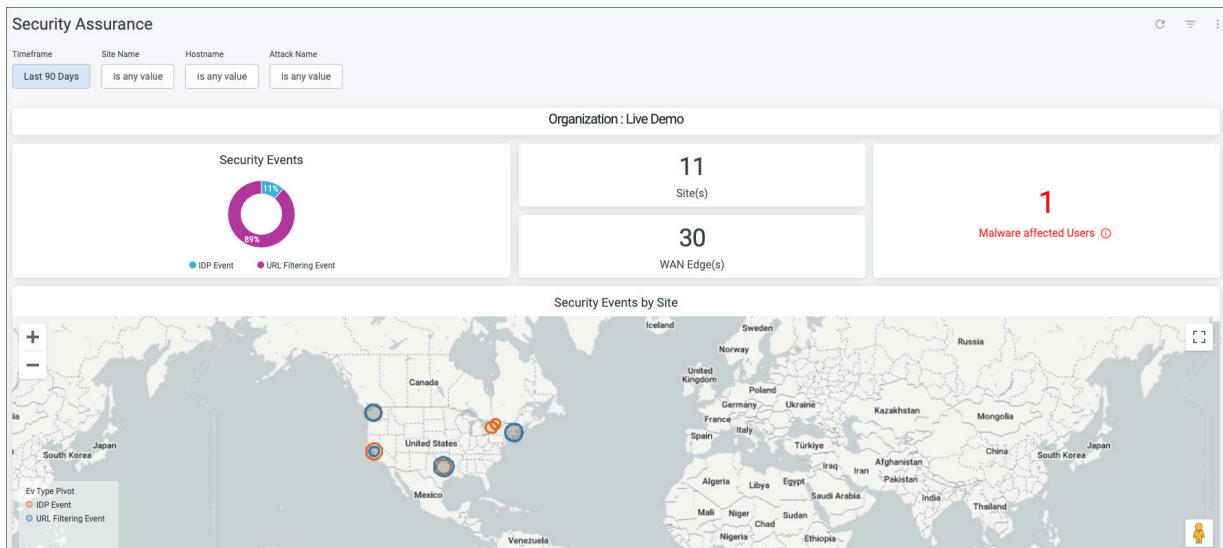 Security Assurance
Timeframe
Site Name
Hostname
Attack Name
Last 90 Days
is any value
is any value
is any value
Organization : Live Demo
Security Events
11%
89%
IDP Event
URL Filtering Event
11
Site(s)
30
WAN Edge(s)
1
Malware affected Users
Security Events by Site
Iceland
Sweden
Russia
Norway
United
Kingdom
Canada
Poland
Germany
Ukraine
Kazakhstan
Mongolia
France
Italy
Spain
Türkiye
Japan
South Korea
United States
China
South Korea
Japan
Iraq
Iran
Afghanistan
Pakistan
Algeria
Libya
Egypt
Saudi Arabia
India
Thailand
Mexico
Mali
Niger
Sudan
Chad
Nigeria
Ethiopia
Venezuela
Ev Type Pivot
IDP Event
URL Filtering Event